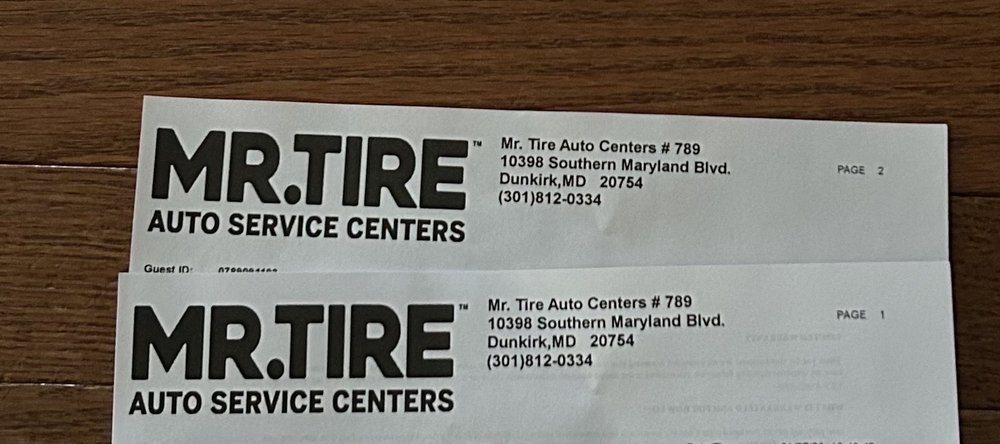 MR.TIRE™
AUTO SERVICE CENTERS
Mr. Tire Auto Centers # 789
10398 Southern Maryland Blvd.
Dunkirk,MD 20754
(301)812-0334
PAGE 2
Guest ID:
MR.TIRE™
AUTO SERVICE CENTERS
Mr. Tire Auto Centers # 789
10398 Southern Maryland Blvd.
Dunkirk,MD 20754
(301)812-0334
PAGE 1